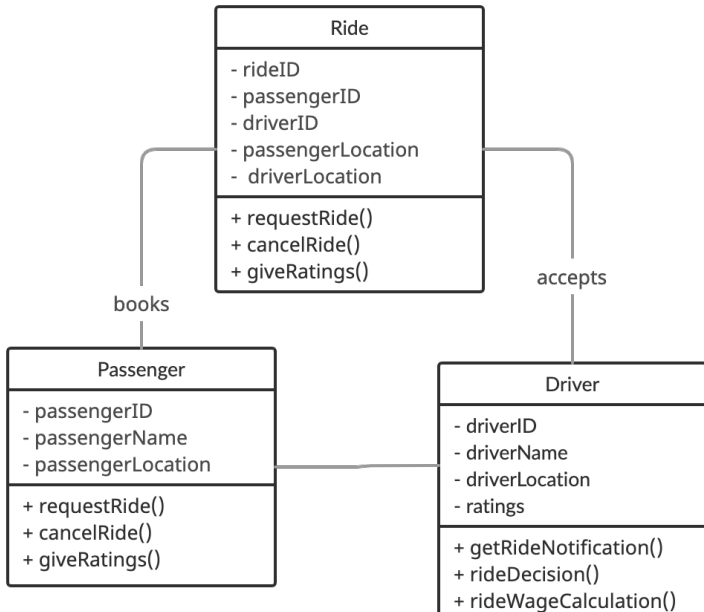 Ride
- rideID
- passengerID
- driverID
- passengerLocation
-  driverLocation
+ requestRide()
+ cancelRide()
+ giveRatings()
books
accepts
Passenger
- passengerID
- passengerName
- passengerLocation
+ requestRide()
+ cancelRide()
+ giveRatings()
Driver
- driverID
- driverName
- driverLocation
- ratings
+ getRideNotification()
+ rideDecision()
+ rideWageCalculation()